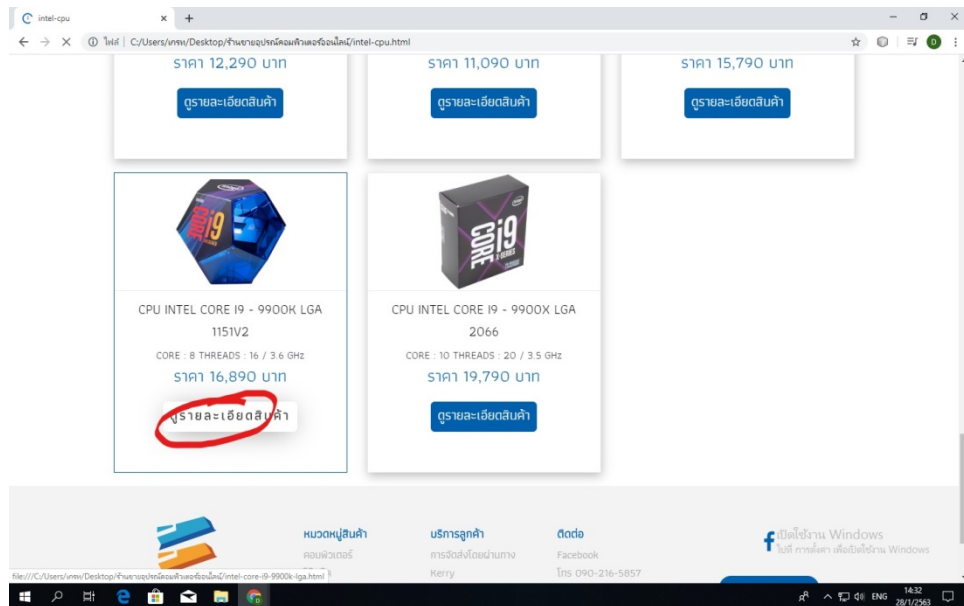 intel-cpu
ไฟล์ | C:/Users/เกรน/Desktop/ร้านขายอุปกรณ์คอมพิวเตอร์ออนไลน์/intel-cpu.html
ราคา 12,290 บาท
ราคา 11,090 บาท
ราคา 15,790 บาท
ดูรายละเอียดสินค้า
ดูรายละเอียดสินค้า
ดูรายละเอียดสินค้า
CORE i9
CORE i9
X-SERIES
CPU INTEL CORE I9 - 9900K LGA
1151V2
CORE : 8 THREADS : 16 / 3.6 GHz
ราคา 16,890 บาท
ดูรายละเอียดสินค้า
CPU INTEL CORE I9 - 9900X LGA
2066
CORE : 10 THREADS : 20 / 3.5 GHz
ราคา 19,790 บาท
ดูรายละเอียดสินค้า
หมวดหมู่สินค้า
คอมพิวเตอร์
บริการลูกค้า
การจัดส่งโดยผ่านทาง
Kerry
ติดต่อ
Facebook
โทร 090-216-5857
เปิดใช้งาน Windows
ไปที่ การตั้งค่า เพื่อเปิดใช้งาน Windows
ENG
14:32
28/1/2563